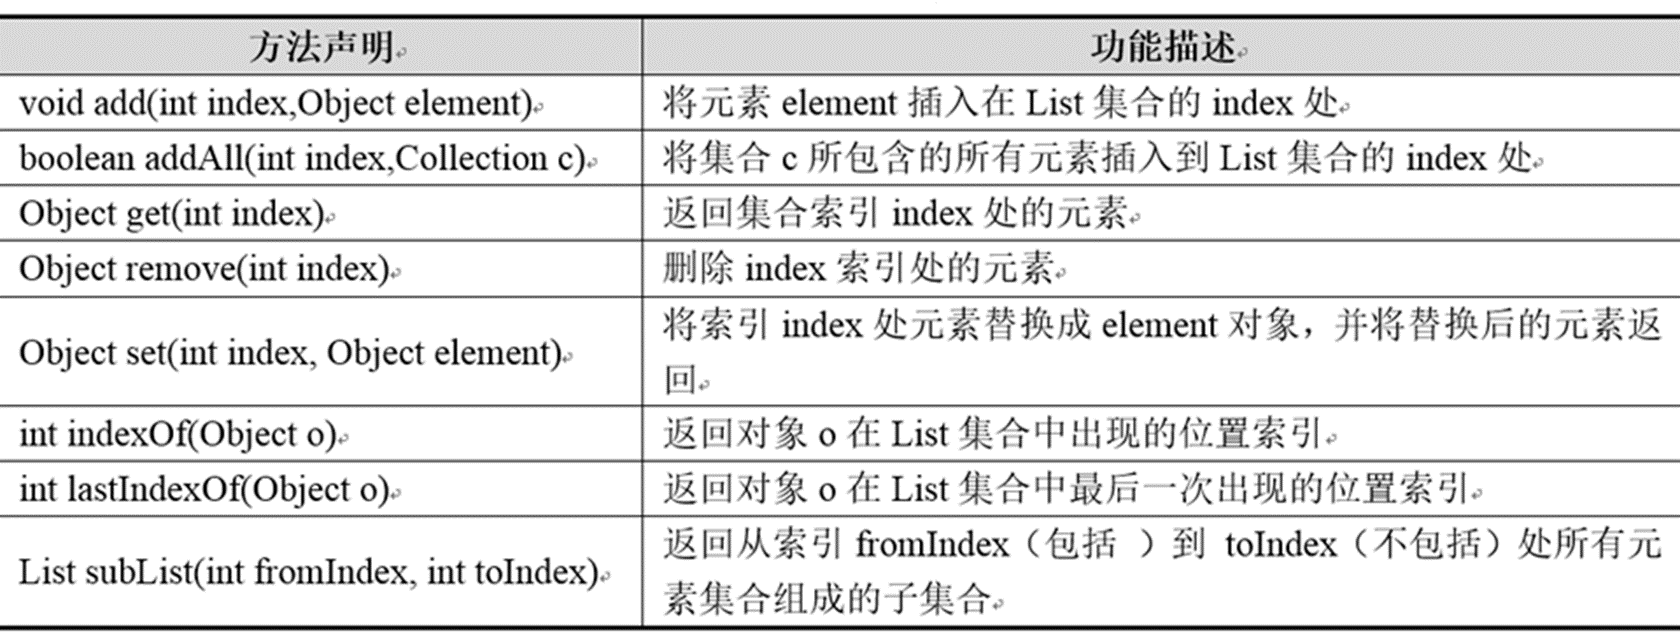 方法声明
功能描述
void add(int index,Object element)
将元素 element 插入在 List 集合的 index 处
boolean addAll(int index,Collection c)
将集合 c 所包含的所有元素插入到 List 集合的 index 处
Object get(int index)
返回集合索引 index 处的元素
Object remove(int index)
删除 index 索引处的元素
Object set(int index, Object element)
将索引 index 处元素替换成 element 对象，并将替换后的元素返
回
int indexOf(Object o)
返回对象 o 在 List 集合中出现的位置索引
int lastIndexOf(Object o)
返回对象 o 在 List 集合中最后一次出现的位置索引
List subList(int fromIndex, int toIndex)
返回从索引 fromIndex（包括 ）到 toIndex（不包括）处所有元
素集合组成的子集合